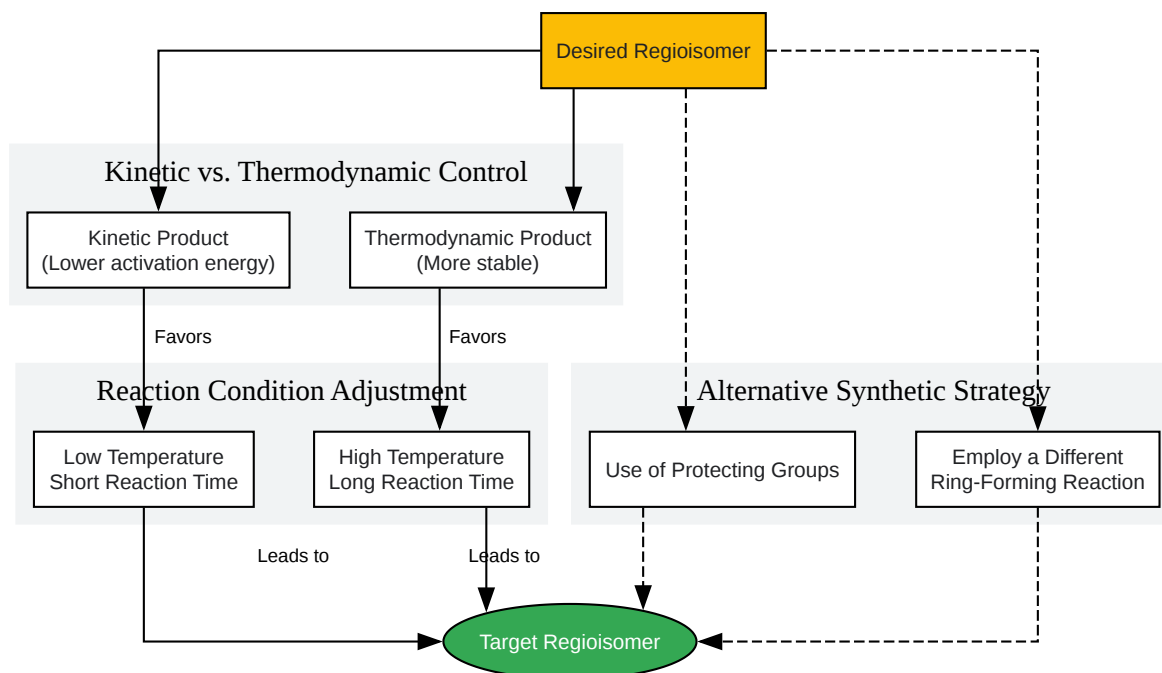 Desired Regioisomer
Kinetic vs. Thermodynamic Control
Kinetic Product
(Lower activation energy)
Thermodynamic Product
(More stable)
Favors
Favors
Reaction Condition Adjustment
Alternative Synthetic Strategy
Low Temperature
Short Reaction Time
High Temperature
Long Reaction Time
Use of Protecting Groups
Employ a Different
Ring-Forming Reaction
Leads to
Leads to
Target Regioisomer